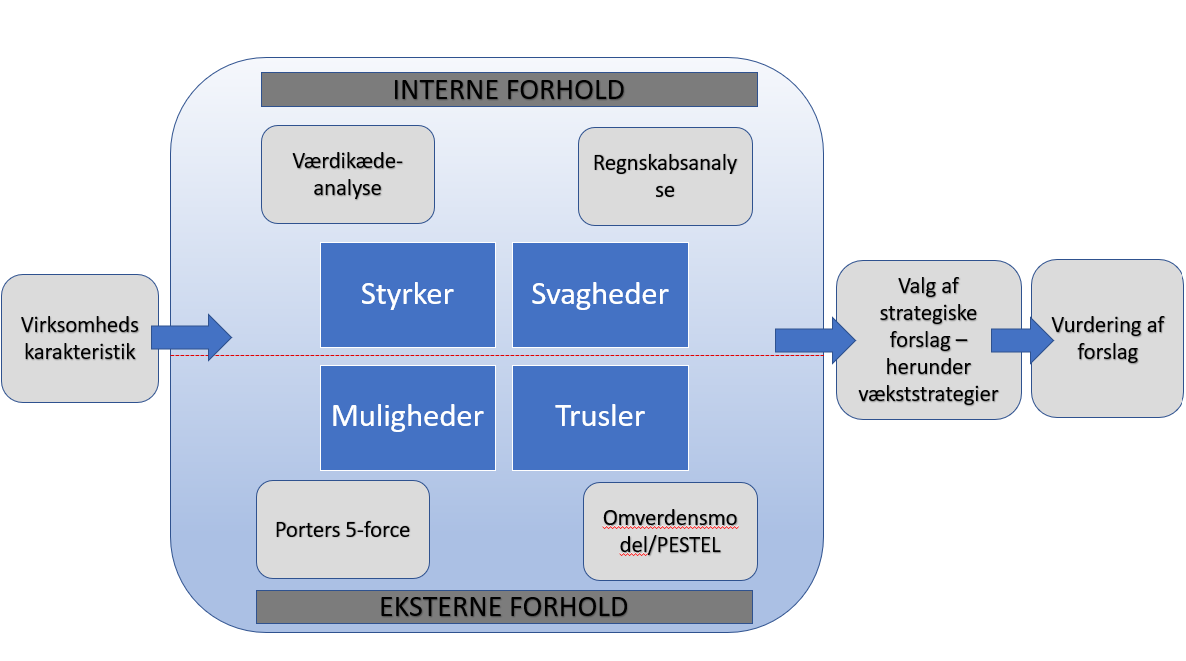 INTERNE FORHOLD
Værdikæde-
analyse
Regnskabsanaly
se
Styrker
Svagheder
Virksomheds
karakteristik
Muligheder
Trusler
Porters 5-force
Omverdensmo
del/PESTEL
EKSTERNE FORHOLD
Valg af
strategiske
forslag –
herunder
vækststrategier
Vurdering af
forslag